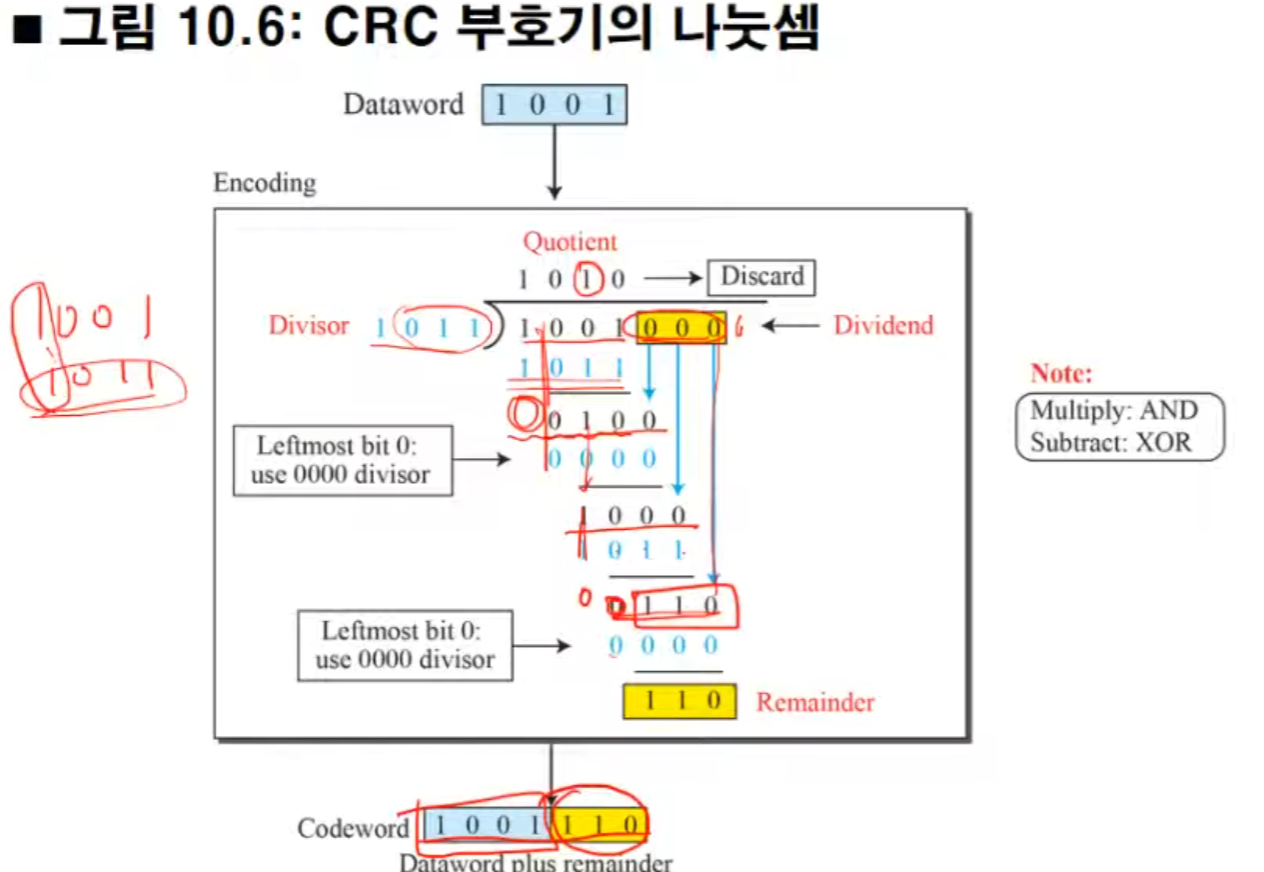 ■ 그림 10.6: CRC 부호기의 나눗셈
Dataword 1 0 0 1
Encoding
Quotient
1 0 1 0 Discard
1 0 0 1
Divisor 1 0 1 1 1 0 0 1 0 0 0 Dividend
1 0 1 1
1 0 1 1
Note:
Multiply: AND
Subtract: XOR
0 0 1 0 0
Leftmost bit 0:
use 0000 divisor
0 0 0 0
1 0 0 0
1 0 1 1
0 0 1 1 0
Leftmost bit 0:
use 0000 divisor
0 0 0 0
1 1 0 Remainder
Codeword 1 0 0 1 1 1 0
Dataword plus remainder